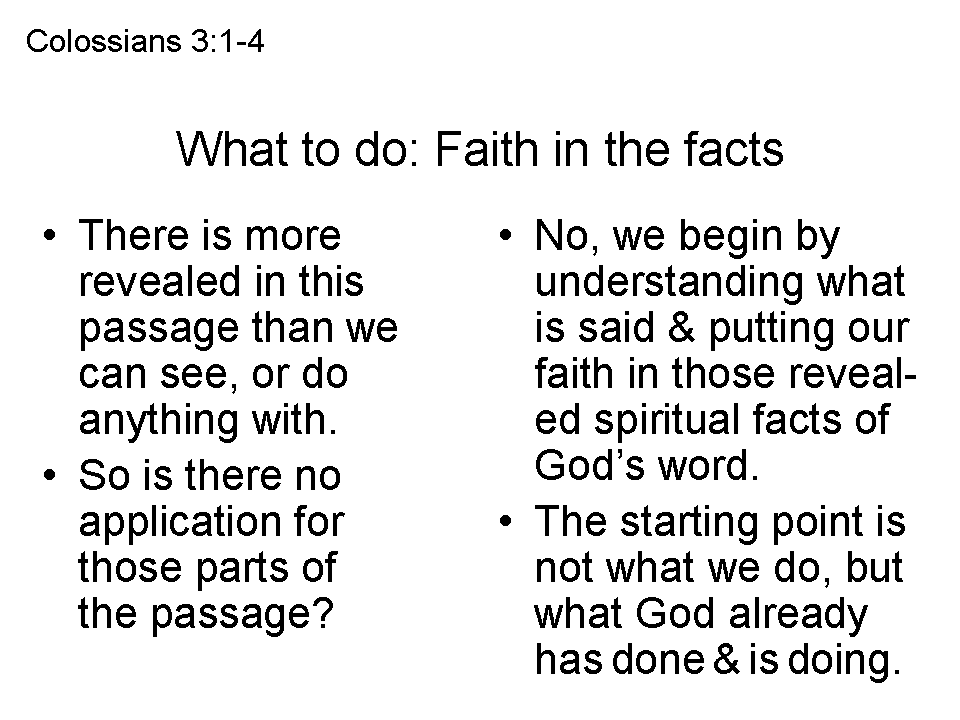 Colossians 3:1-4
What to do: Faith in the facts
• There is more
revealed in this
passage than we
can see, or do
anything with.
• So is there no
application for
those parts of
the passage?
• No, we begin by
understanding what
is said & putting our
faith in those reveal-
ed spiritual facts of
God's word.
• The starting point is
not what we do, but
what God already
has done & is doing.